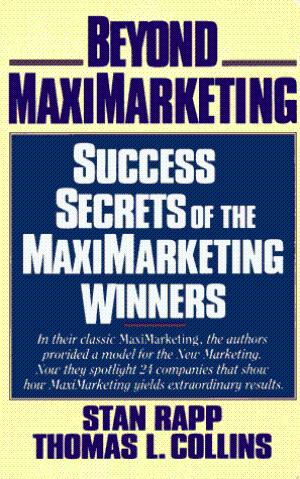 BEYOND
MAXIMARKETING
SUCCESS
SECRETS OF THE
MAXIMARKETING
WINNERS
In their classic MaxiMarketing, the authors
provided a model for the New Marketing.
Now they spotlight 24 companies that show
how MaxiMarketing yields extraordinary results.
STAN RAPP
THOMAS L. COLLINS